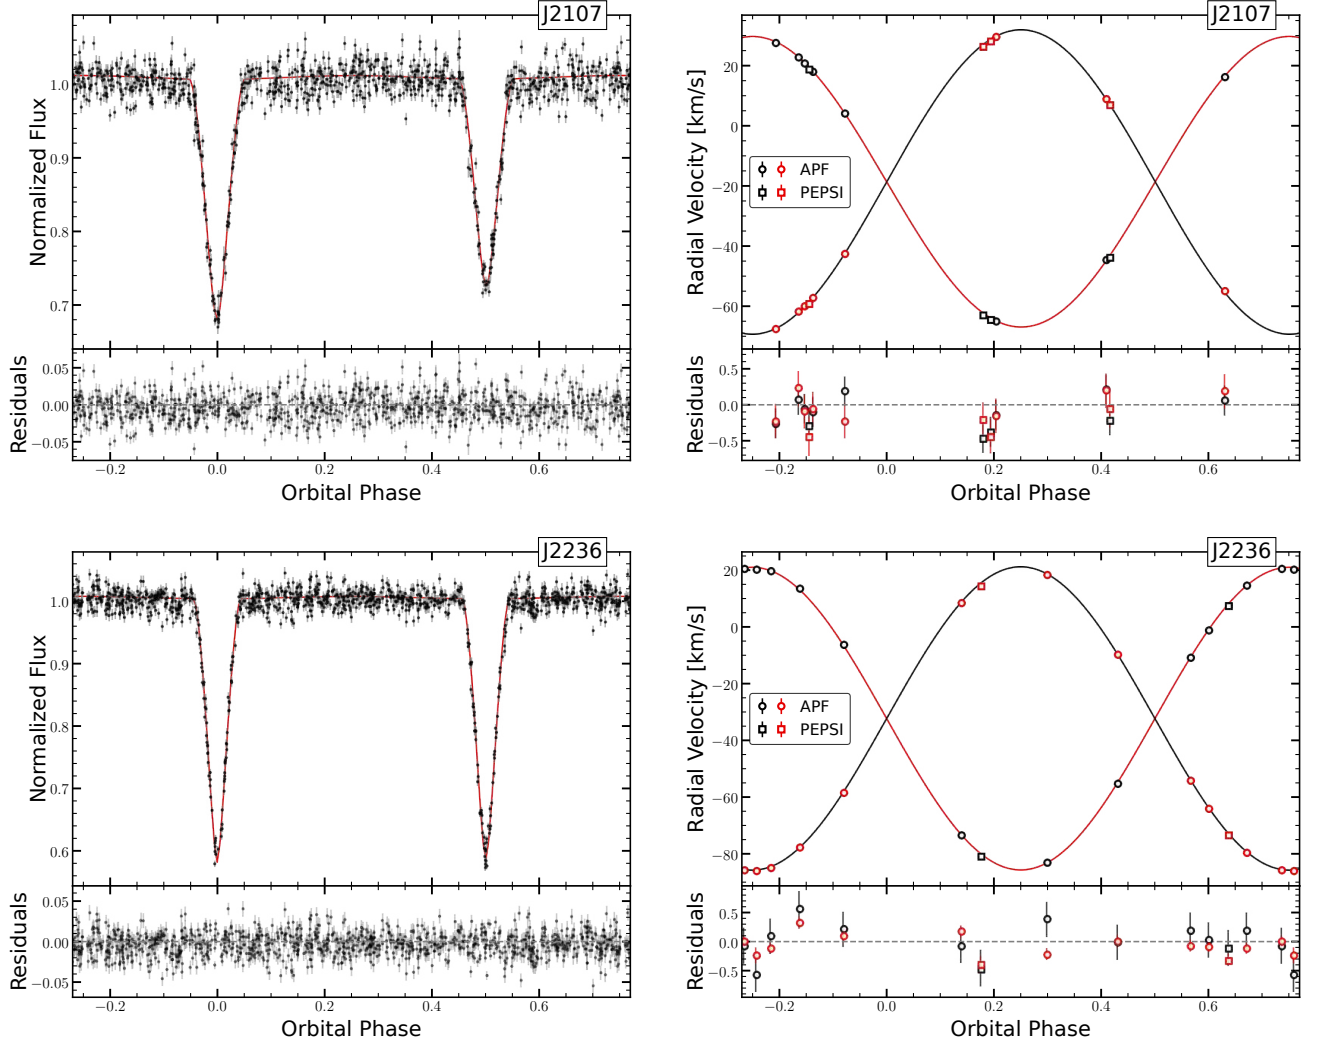 J2107
J2107
1.0
0.9
0.8
0.7
Normalized Flux
20
0
−20
−40
−60
Radial Velocity [km/s]
APF
PEPSI
0.05
0.00
−0.05
Residuals
0.5
0.0
−0.5
Residuals
−0.2 0.0 0.2 0.4 0.6
Orbital Phase
−0.2 0.0 0.2 0.4 0.6
Orbital Phase
J2236
J2236
1.0
0.9
0.8
0.7
0.6
Normalized Flux
20
0
−20
−40
−60
−80
Radial Velocity [km/s]
APF
PEPSI
0.05
0.00
−0.05
Residuals
0.5
0.0
−0.5
Residuals
−0.2 0.0 0.2 0.4 0.6
Orbital Phase
−0.2 0.0 0.2 0.4 0.6
Orbital Phase